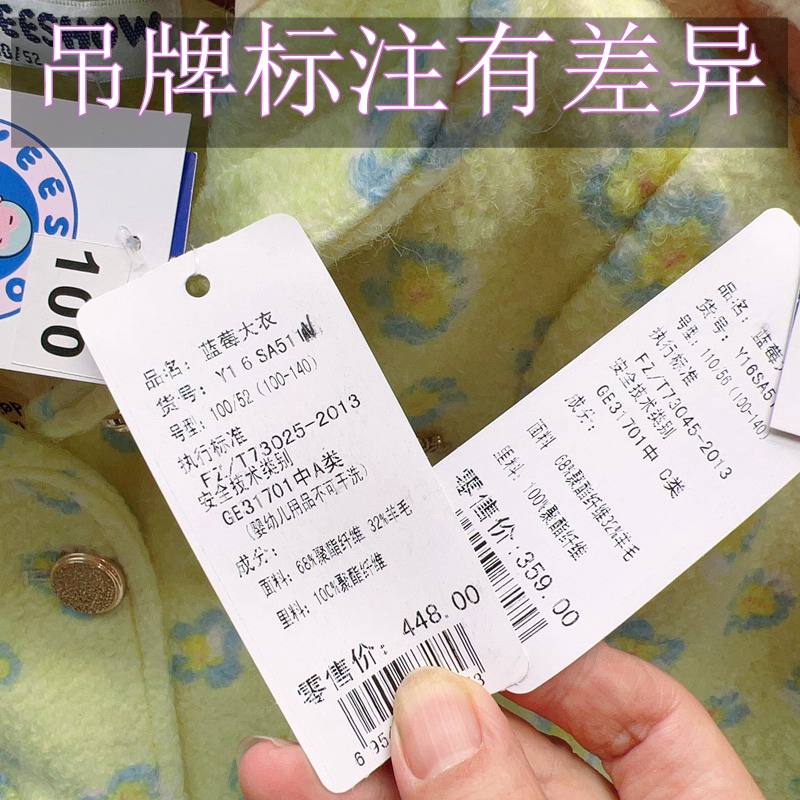 吊牌标注有差异
100
品名: 蓝莓大衣
货号: Y1 6 SA511
号型: 100/52 (100-140)
执行标准
FZ/T73025-2013
安全技术类别
GE31701中A类
(婴幼儿用品不可干洗)
成分:
面料: 68%聚酯纤维 32%羊毛
里料: 100%聚酯纤维
零售价: 448.00
品名: 蓝莓
货号: Y16SA5
号型: 110/56 (100-140
执行标准
FZ/T73045-2013
安全技术类别
GE31701中 C类
成分:
面料 68%聚酯纤维32%羊毛
里料: 100%聚酯纤维
零售价:359.00